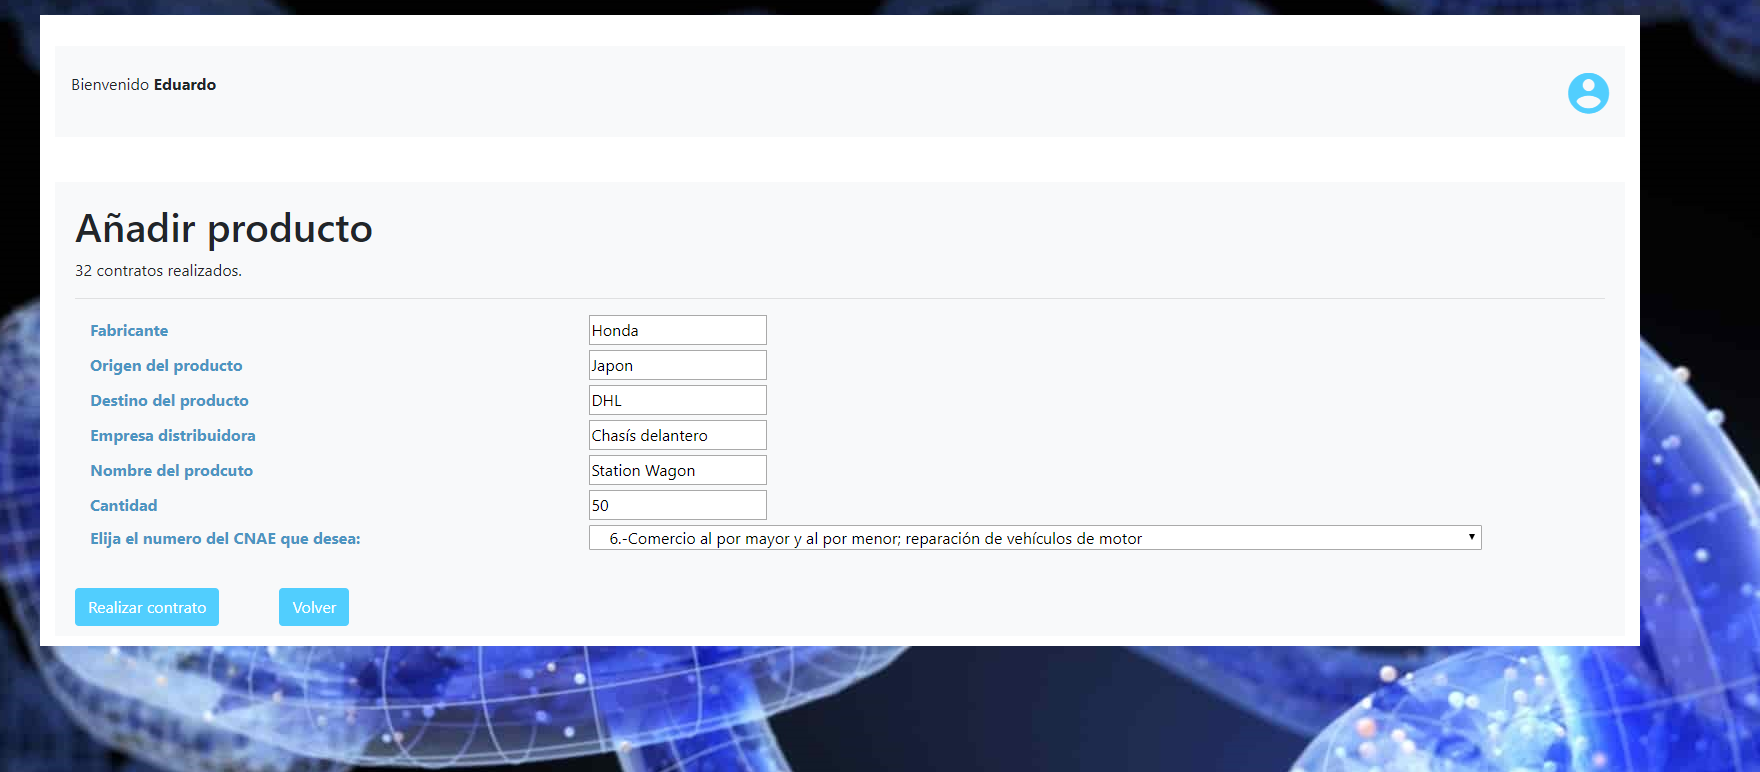 Bienvenido Eduardo
Añadir producto
32 contratos realizados.
Fabricante Honda
Origen del producto Japon
Destino del producto DHL
Empresa distribuidora Chasís delantero
Nombre del prodcuto Station Wagon
Cantidad 50
Elija el numero del CNAE que desea: 6.-Comercio al por mayor y al por menor; reparación de vehículos de motor
Realizar contrato Volver